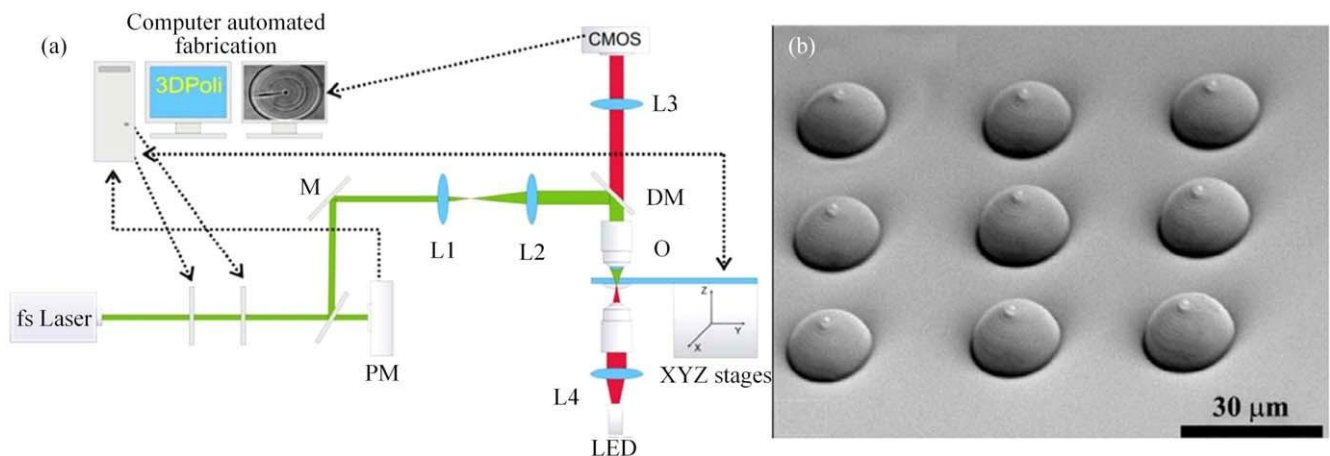 (a)
Computer automated
fabrication
3DPoli
CMOS
L3
M
DM
L1
L2
O
fs Laser
PM
Z
Y
X
XYZ stages
L4
LED
(b)
30 μm